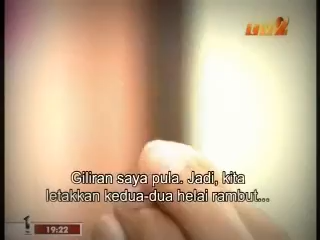 Giliran saya pula. Jadi, kita
letakkan kedua-dua helai rambut...
19:22